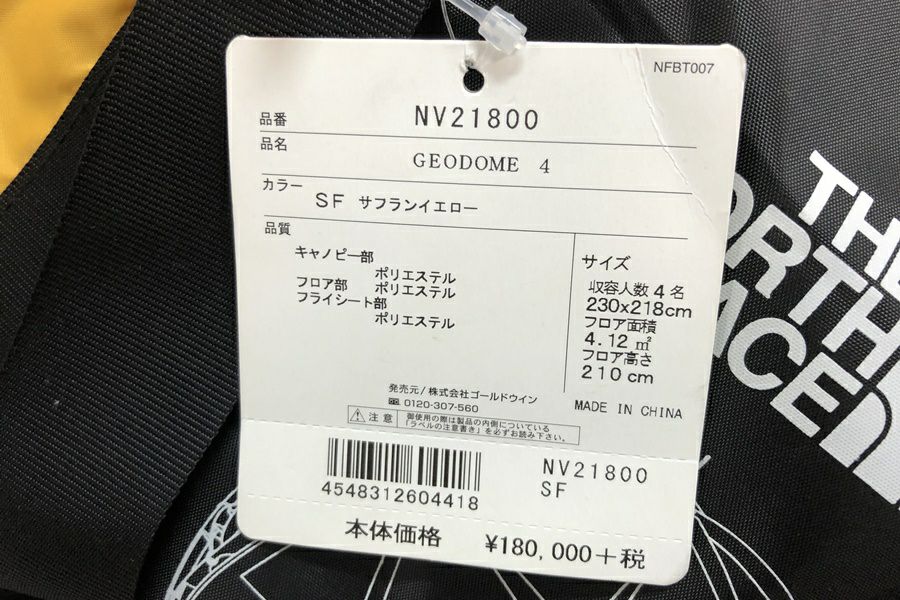 NFBT007
品番 NV21800
品名 GEODOME 4
カラー SF サフランイエロー
品質
キャノピー部
ポリエステル
フロア部 ポリエステル
フライシート部
ポリエステル
サイズ
収容人数4名
230x218cm
フロア面積
4.12㎡
フロア高さ
210cm
発売元/株式会社ゴールドウイン
0120-307-560
MADE IN CHINA
注意 御使用の際は製品の内側についている
「ラベルの注意書き」を必ずお読み下さい。
4548312604418
NV21800
SF
本体価格 ¥180,000+税
THE
NORTH
FACE